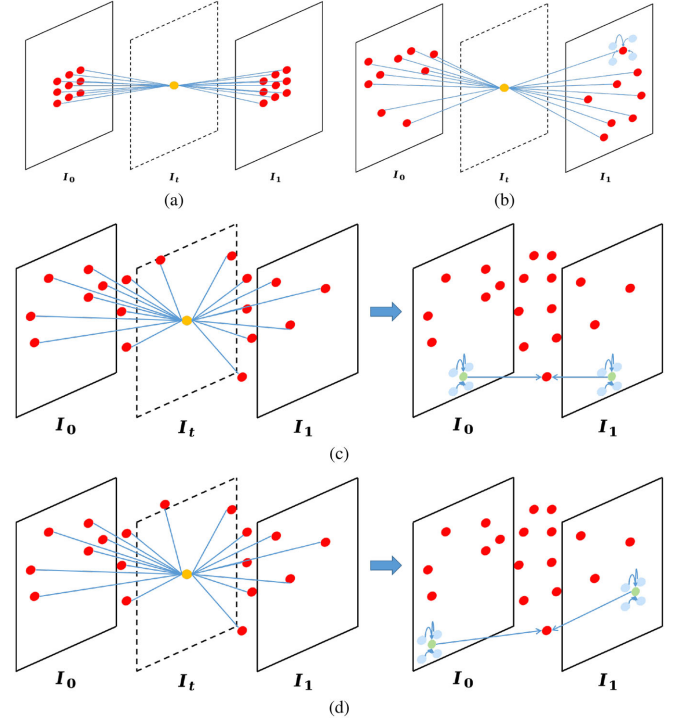 I₀ Iₜ I₁ I₀ Iₜ I₁
(a) (b)
I₀ Iₜ I₁ I₀ I₁
(c)
I₀ Iₜ I₁ I₀ I₁
(d)